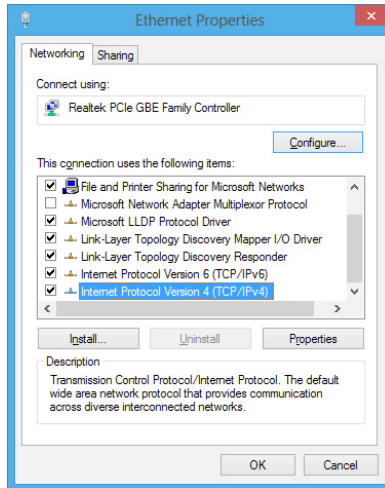 Ethernet Properties
Networking
Sharing
Connect using:
Realtek PCIe GBE Family Controller
Configure...
This connection uses the following items:
File and Printer Sharing for Microsoft Networks
Microsoft Network Adapter Multiplexor Protocol
Microsoft LLDP Protocol Driver
Link-Layer Topology Discovery Mapper I/O Driver
Link-Layer Topology Discovery Responder
Internet Protocol Version 6 (TCP/IPv6)
Internet Protocol Version 4 (TCP/IPv4)
Install...
Uninstall
Properties
Description
Transmission Control Protocol/Internet Protocol. The default
wide area network protocol that provides communication
across diverse interconnected networks.
OK
Cancel